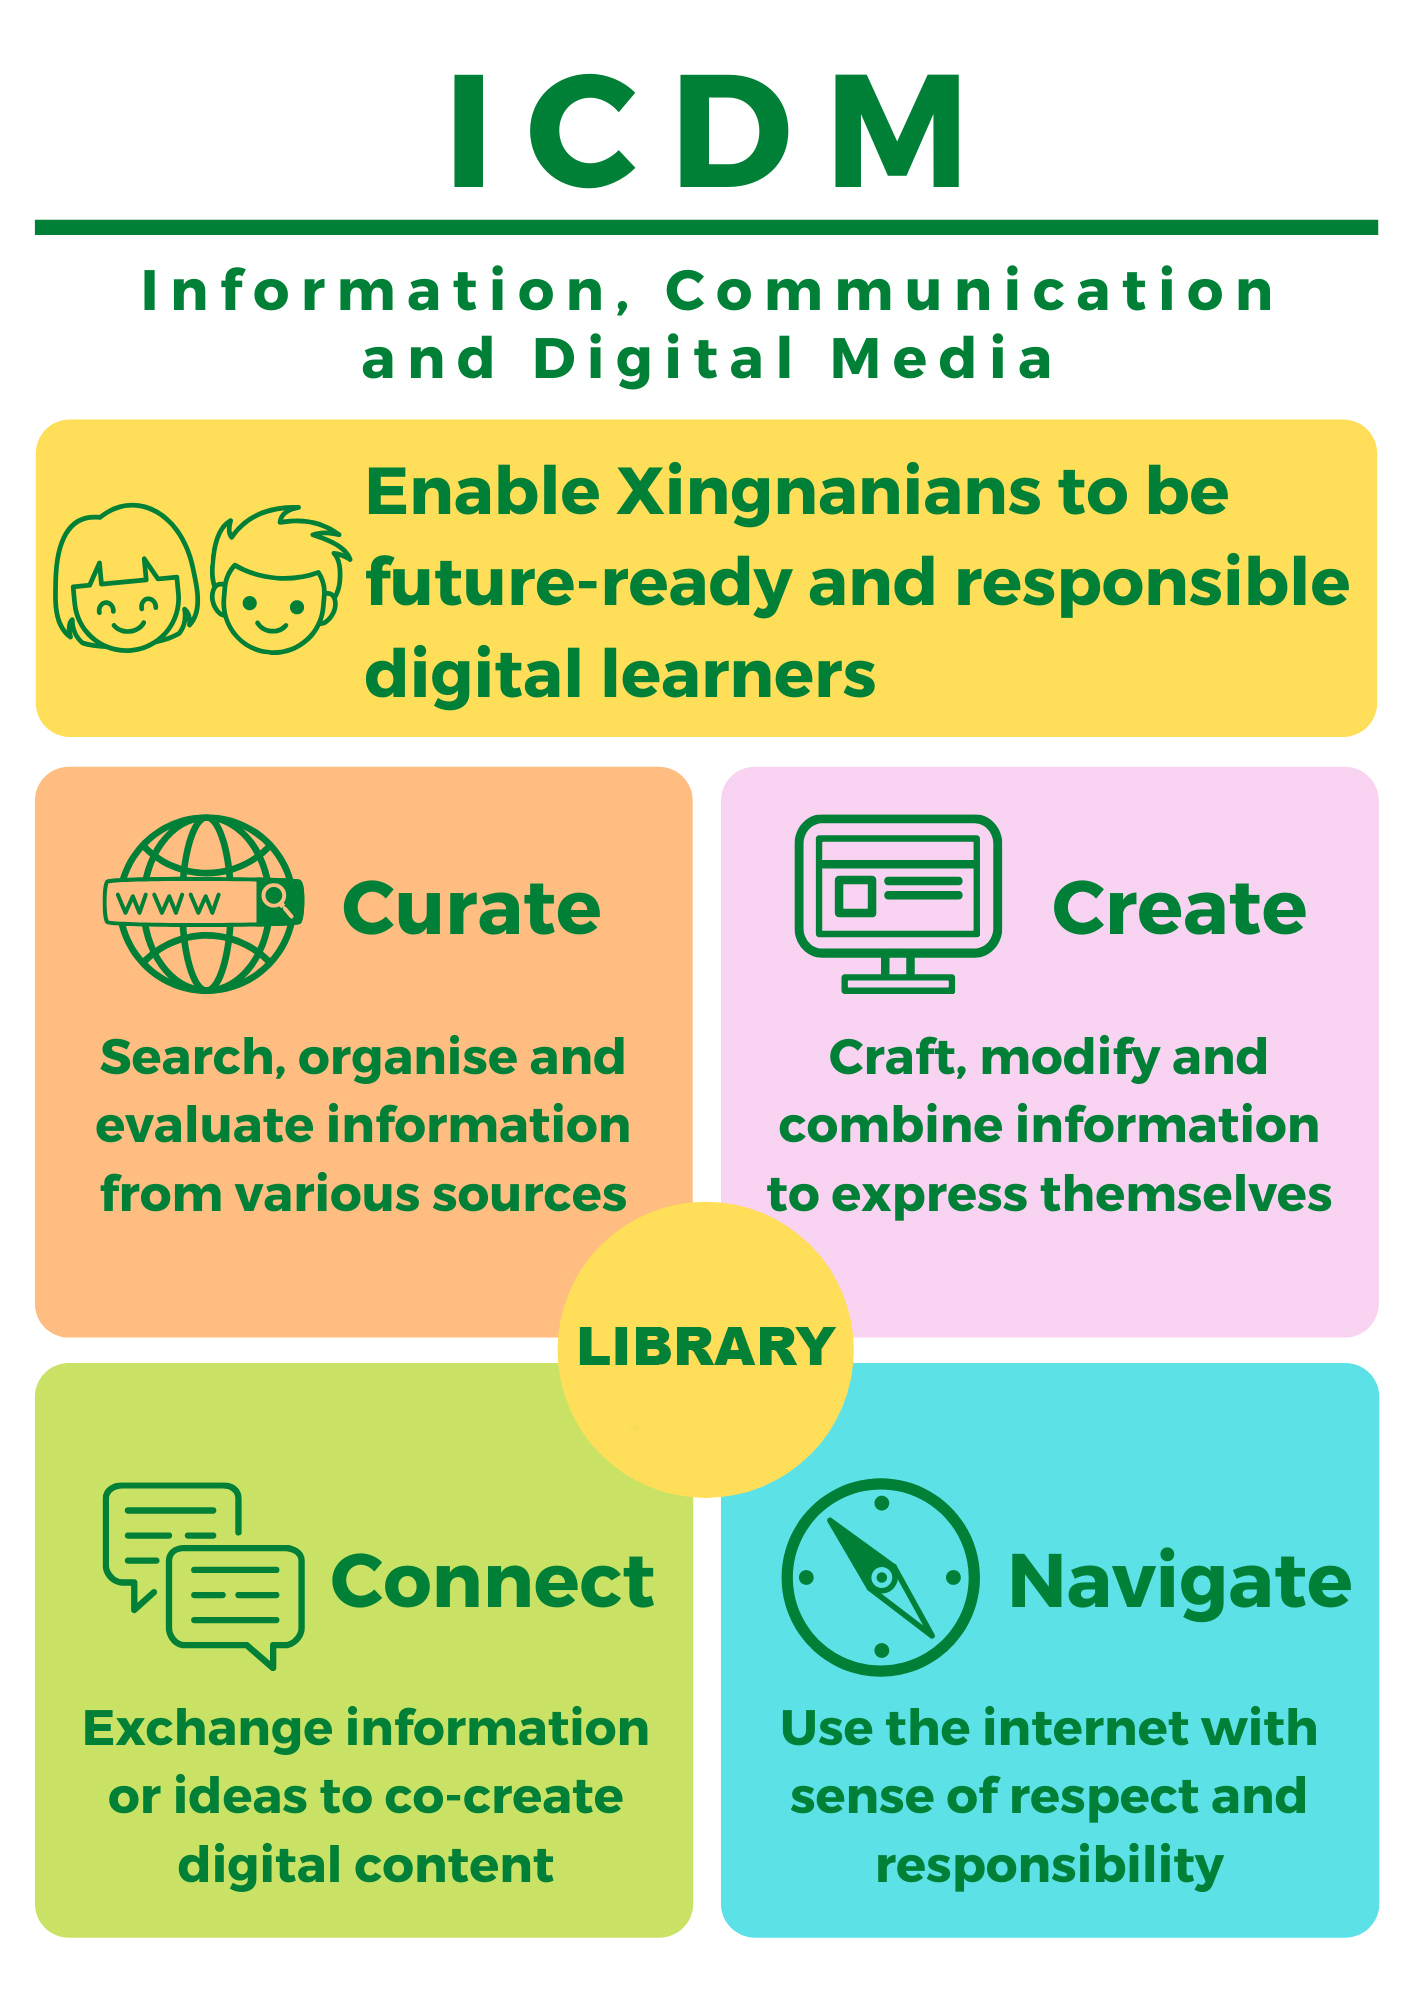 ICDM
Information, Communication
and Digital Media
Enable Xingnanians to be
future-ready and responsible
digital learners
www
Curate
Search, organise and
evaluate information
from various sources
Create
Craft, modify and
combine information
to express themselves
LIBRARY
Connect
Exchange information
or ideas to co-create
digital content
Navigate
Use the internet with
sense of respect and
responsibility